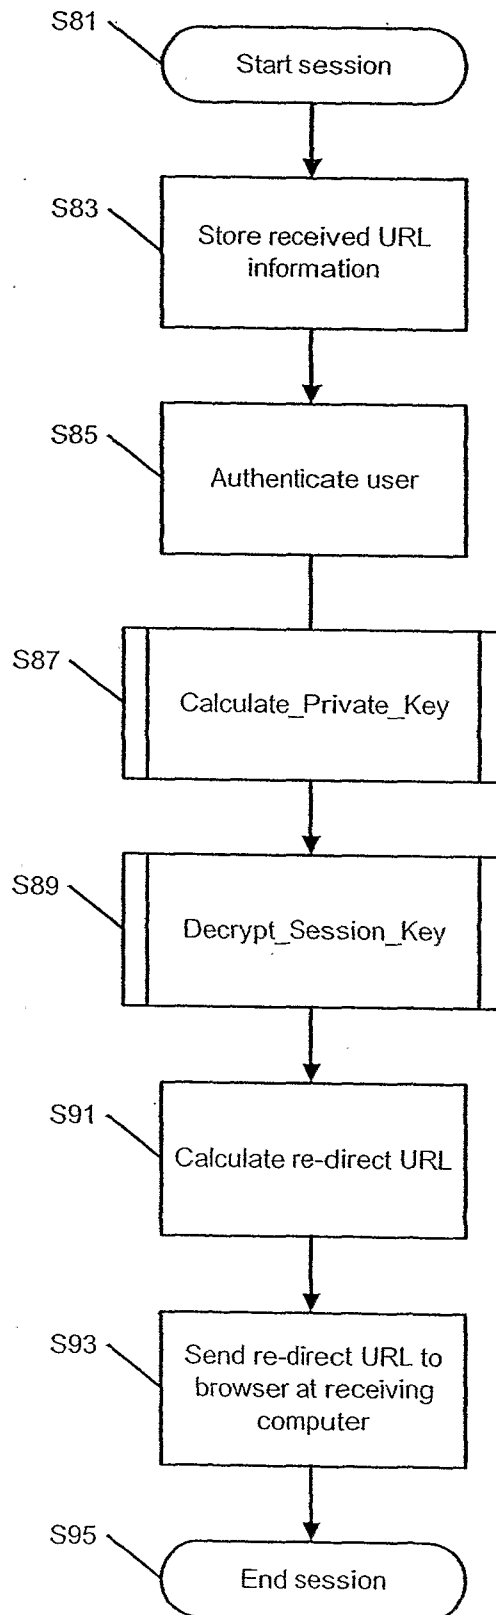 S81
Start session
S83
Store received URL
information
S85
Authenticate user
S87
Calculate_Private_Key
S89
Decrypt_Session_Key
S91
Calculate re-direct URL
S93
Send re-direct URL to
browser at receiving
computer
S95
End session